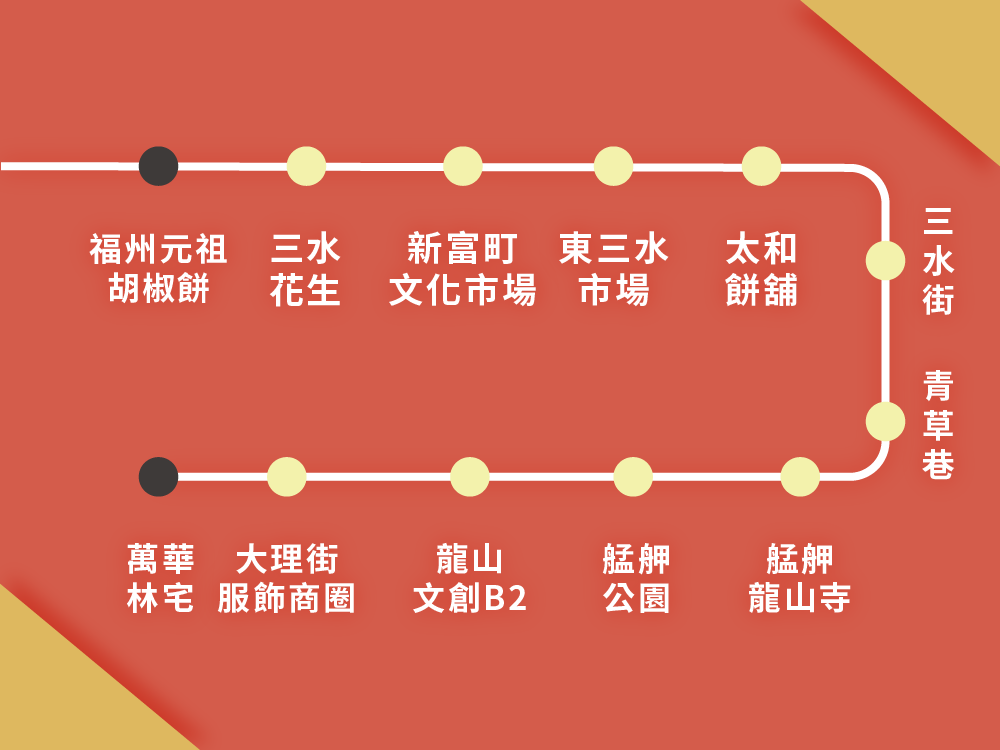 福州元祖
胡椒餅
三水
花生
新富町
文化市場
東三水
市場
太和
餅舖
三水街
青草巷
萬華
林宅
大理街
服飾商圈
龍山
文創B2
艋舺
公園
艋舺
龍山寺